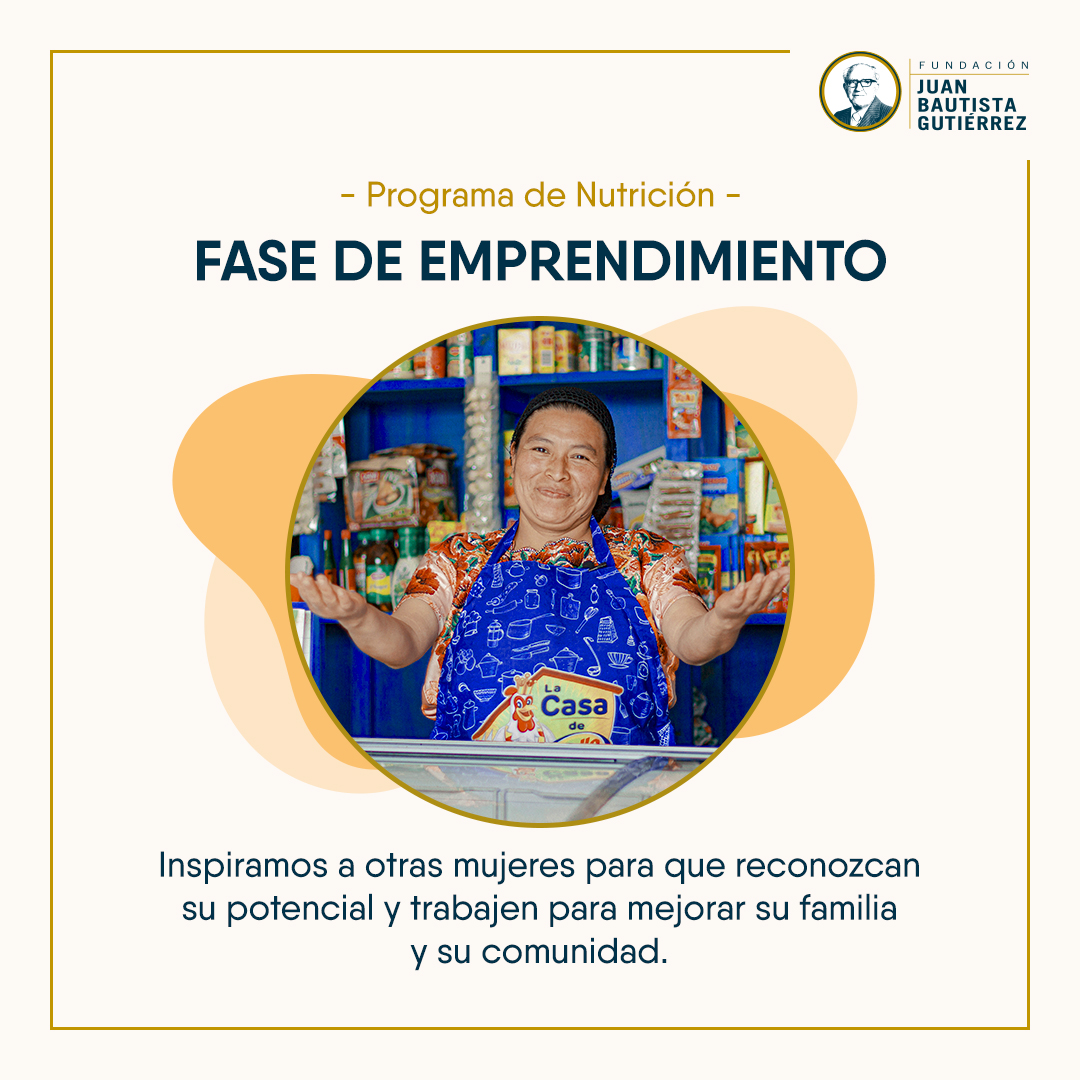 FUNDACIÓN
JUAN
BAUTISTA
GUTIÉRREZ
- Programa de Nutrición -
FASE DE EMPRENDIMIENTO
La
Casa
de
Inspiramos a otras mujeres para que reconozcan
su potencial y trabajen para mejorar su familia
y su comunidad.